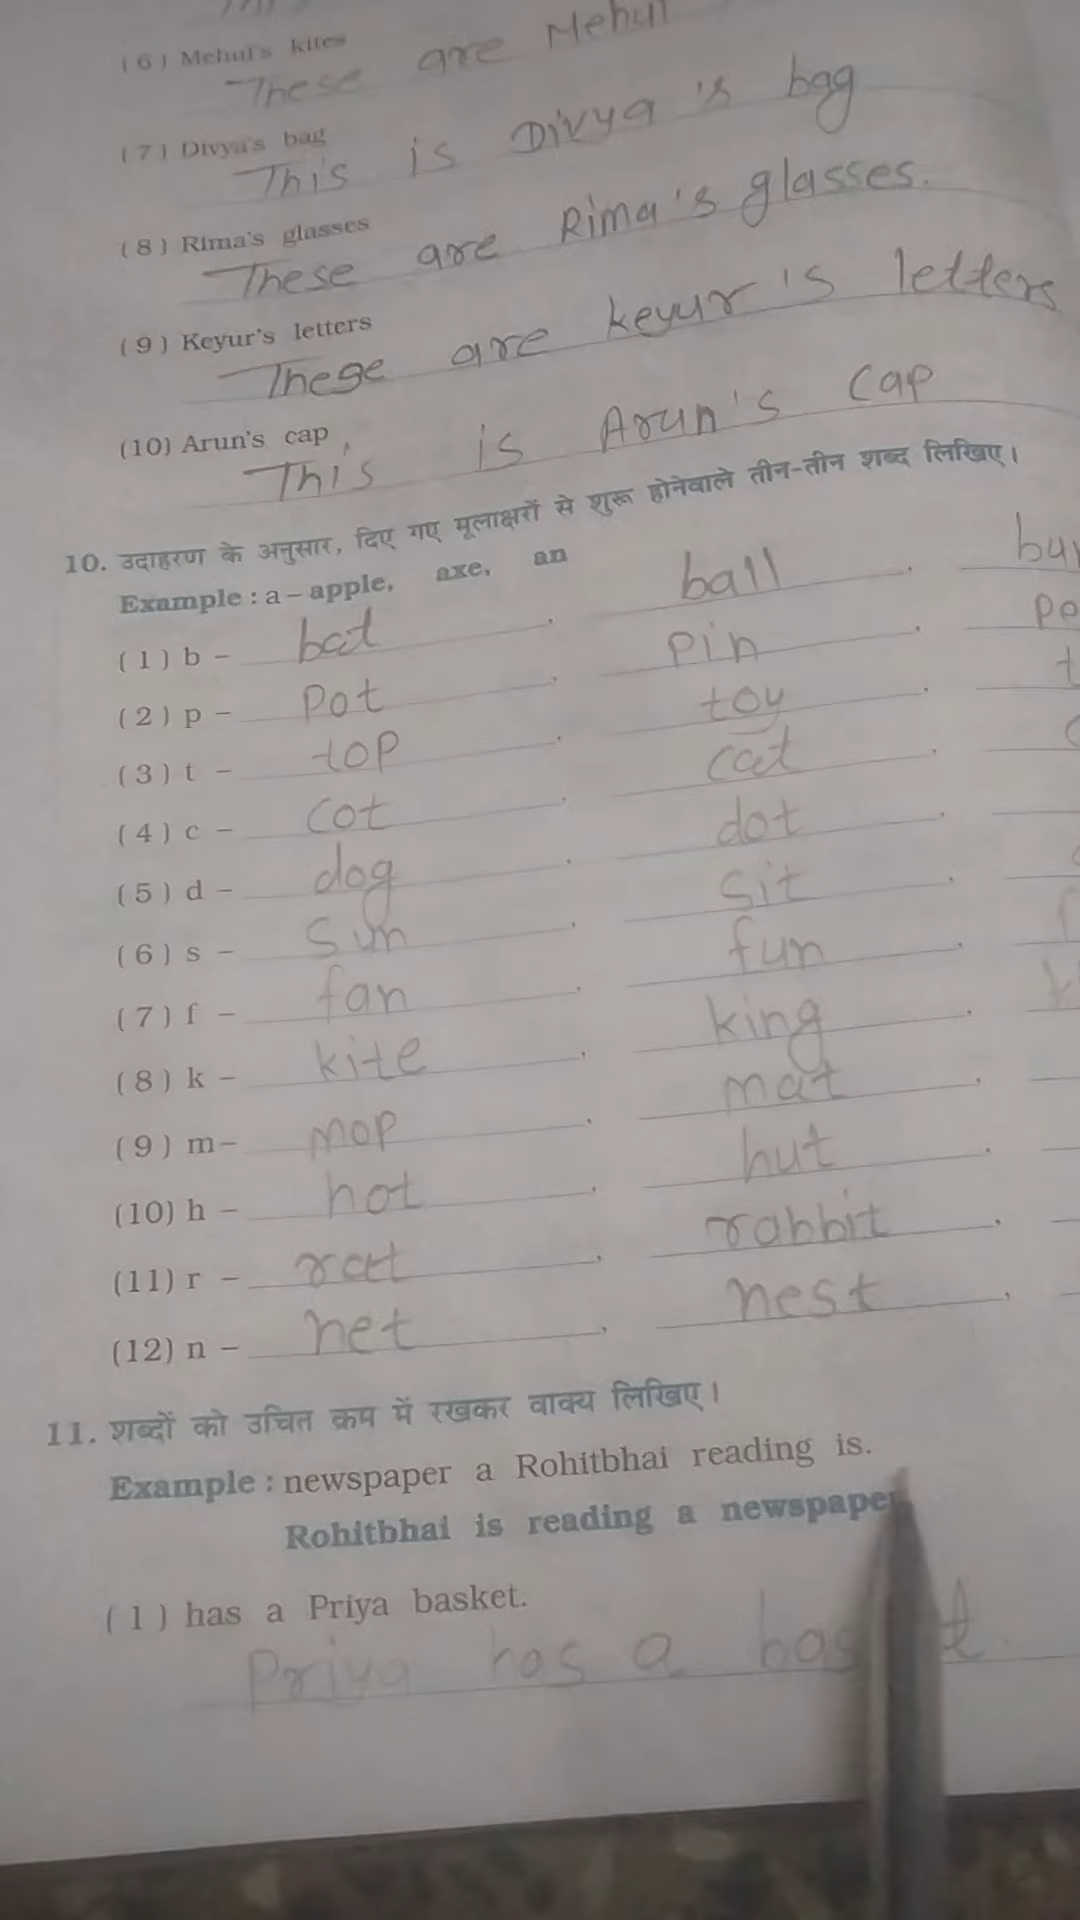 (6) Mehul's kites
These are Mehul
(7) Divya's bag
This is Divya's bag
(8) Rima's glasses
These are Rima's glasses.
(9) Keyur's letters
These are keyur's letters
(10) Arun's cap
This is Arun's cap
10. उदाहरण के अनुसार, दिए गए मूलाक्षरों से शुरू होनेवाले तीन-तीन शब्द लिखिए।
Example : a – apple, axe, an
(1) b – bat, ball,
(2) p – pot, pin,
(3) t – top, toy,
(4) c – cot, cat,
(5) d – dog, dot,
(6) s – sun, sit,
(7) f – fan, fun,
(8) k – kite, king,
(9) m– mop, mat,
(10) h – hot, hut,
(11) r – rat, rabbit,
(12) n – net, nest,
11. शब्दों को उचित क्रम में रखकर वाक्य लिखिए।
Example : newspaper a Rohitbhai reading is.
Rohitbhai is reading a newspaper
(1) has a Priya basket.
Priya has a